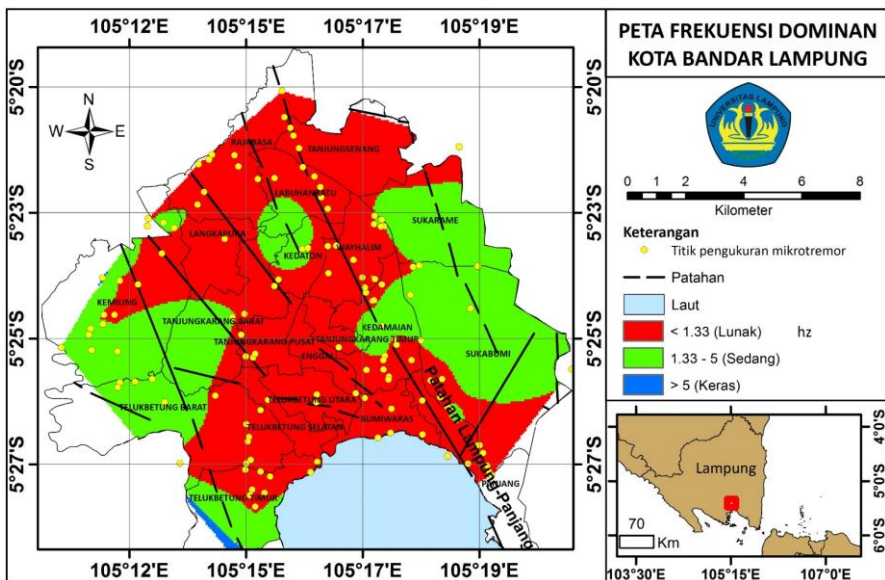 PETA FREKUENSI DOMINAN
KOTA BANDAR LAMPUNG
UNIVERSITAS LAMPUNG
0 1 2 4 6 8
Kilometer
Keterangan
Titik pengukuran mikrotremor
Patahan
Laut
< 1.33 (Lunak) hz
1.33 - 5 (Sedang)
> 5 (Keras)
105°12'E 105°15'E 105°17'E 105°19'E
5°20'S 5°20'S
5°23'S 5°23'S
5°25'S 5°25'S
5°27'S 5°27'S
105°12'E 105°15'E 105°17'E 105°19'E
N
W E
S
RAJABASA
TANJUNGSENANG
LABUHANRATU
SUKARAME
LANGKAPURA
KEDATON
WAYHALIM
KEMILING
TANJUNGKARANG BARAT
KEDAMAIAN
TANJUNGKARANG PUSAT
TANJUNGKARANG TIMUR
ENGGAL
SUKABUMI
TELUKBETUNG BARAT
TELUKBETUNG UTARA
BUMIWARAS
TELUKBETUNG SELATAN
PANJANG
TELUKBETUNG TIMUR
Patahan Lampung-Panjang
Lampung
70
Km
4°0'S
5°0'S
6°0'S
103°30'E 105°15'E 107°0'E